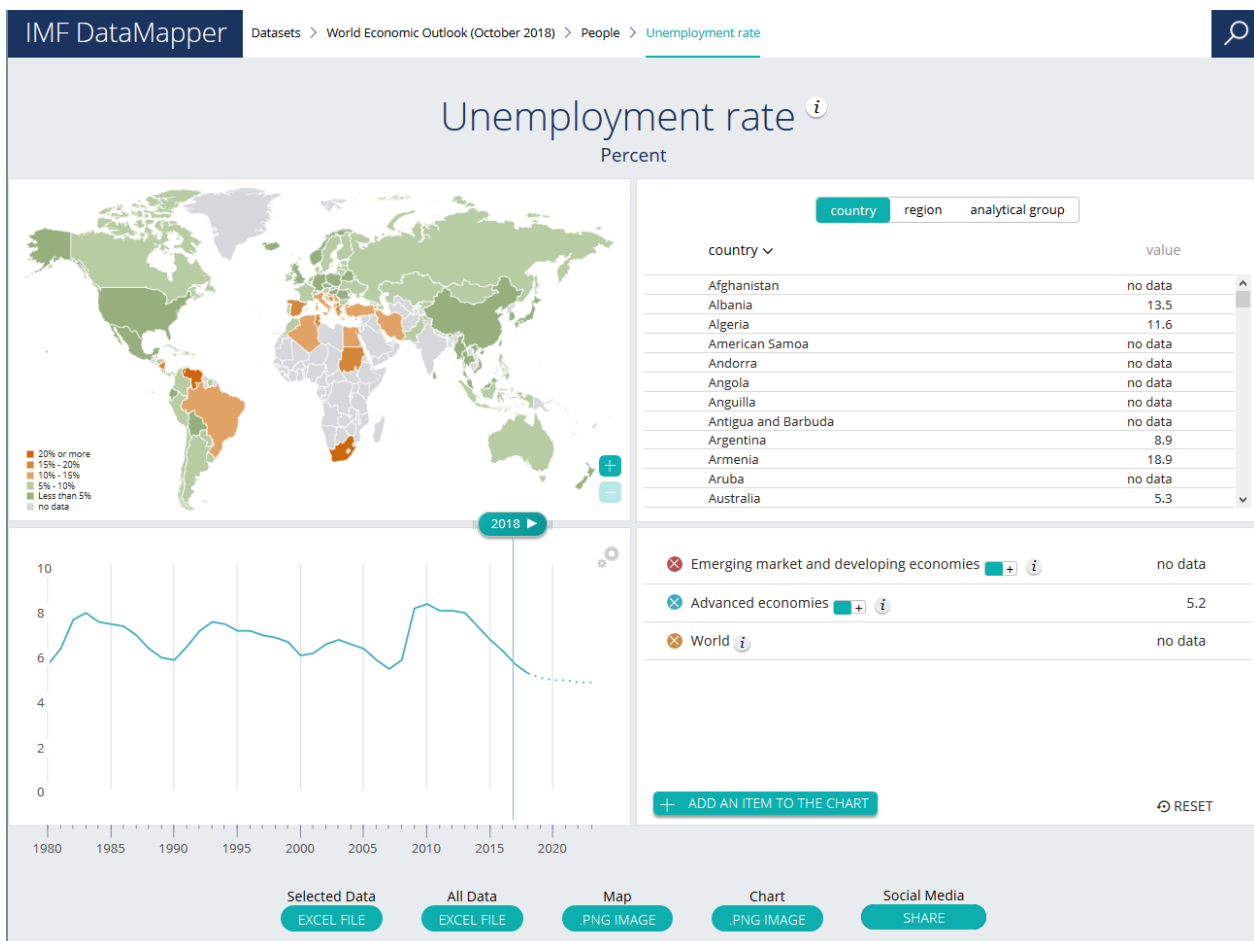 IMF DataMapper
Datasets > World Economic Outlook (October 2018) > People > Unemployment rate
Unemployment rate i
Percent
20% or more
15% - 20%
10% - 15%
5% - 10%
Less than 5%
no data
+
−
country region analytical group
country value
Afghanistan no data
Albania 13.5
Algeria 11.6
American Samoa no data
Andorra no data
Angola no data
Anguilla no data
Antigua and Barbuda no data
Argentina 8.9
Armenia 18.9
Aruba no data
Australia 5.3
2018
10
8
6
4
2
0
1980 1985 1990 1995 2000 2005 2010 2015 2020
Emerging market and developing economies + i no data
Advanced economies + i 5.2
World i no data
+ ADD AN ITEM TO THE CHART
RESET
Selected Data All Data Map Chart Social Media
EXCEL FILE EXCEL FILE .PNG IMAGE .PNG IMAGE SHARE